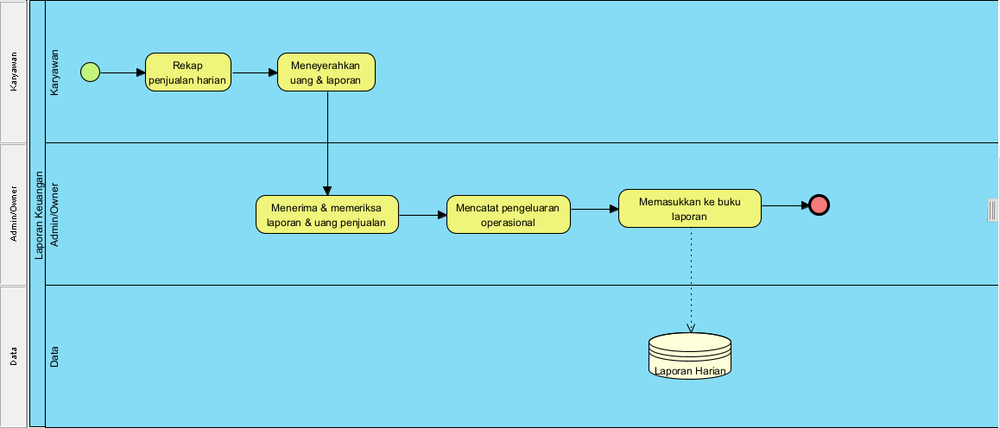 Karyawan
Karyawan
Rekap
penjualan harian
Meneyerahkan
uang & laporan
Laporan Keuangan
Admin/Owner
Admin/Owner
Menerima & memeriksa
laporan & uang penjualan
Mencatat pengeluaran
operasional
Memasukkan ke buku
laporan
Data
Data
Laporan Harian